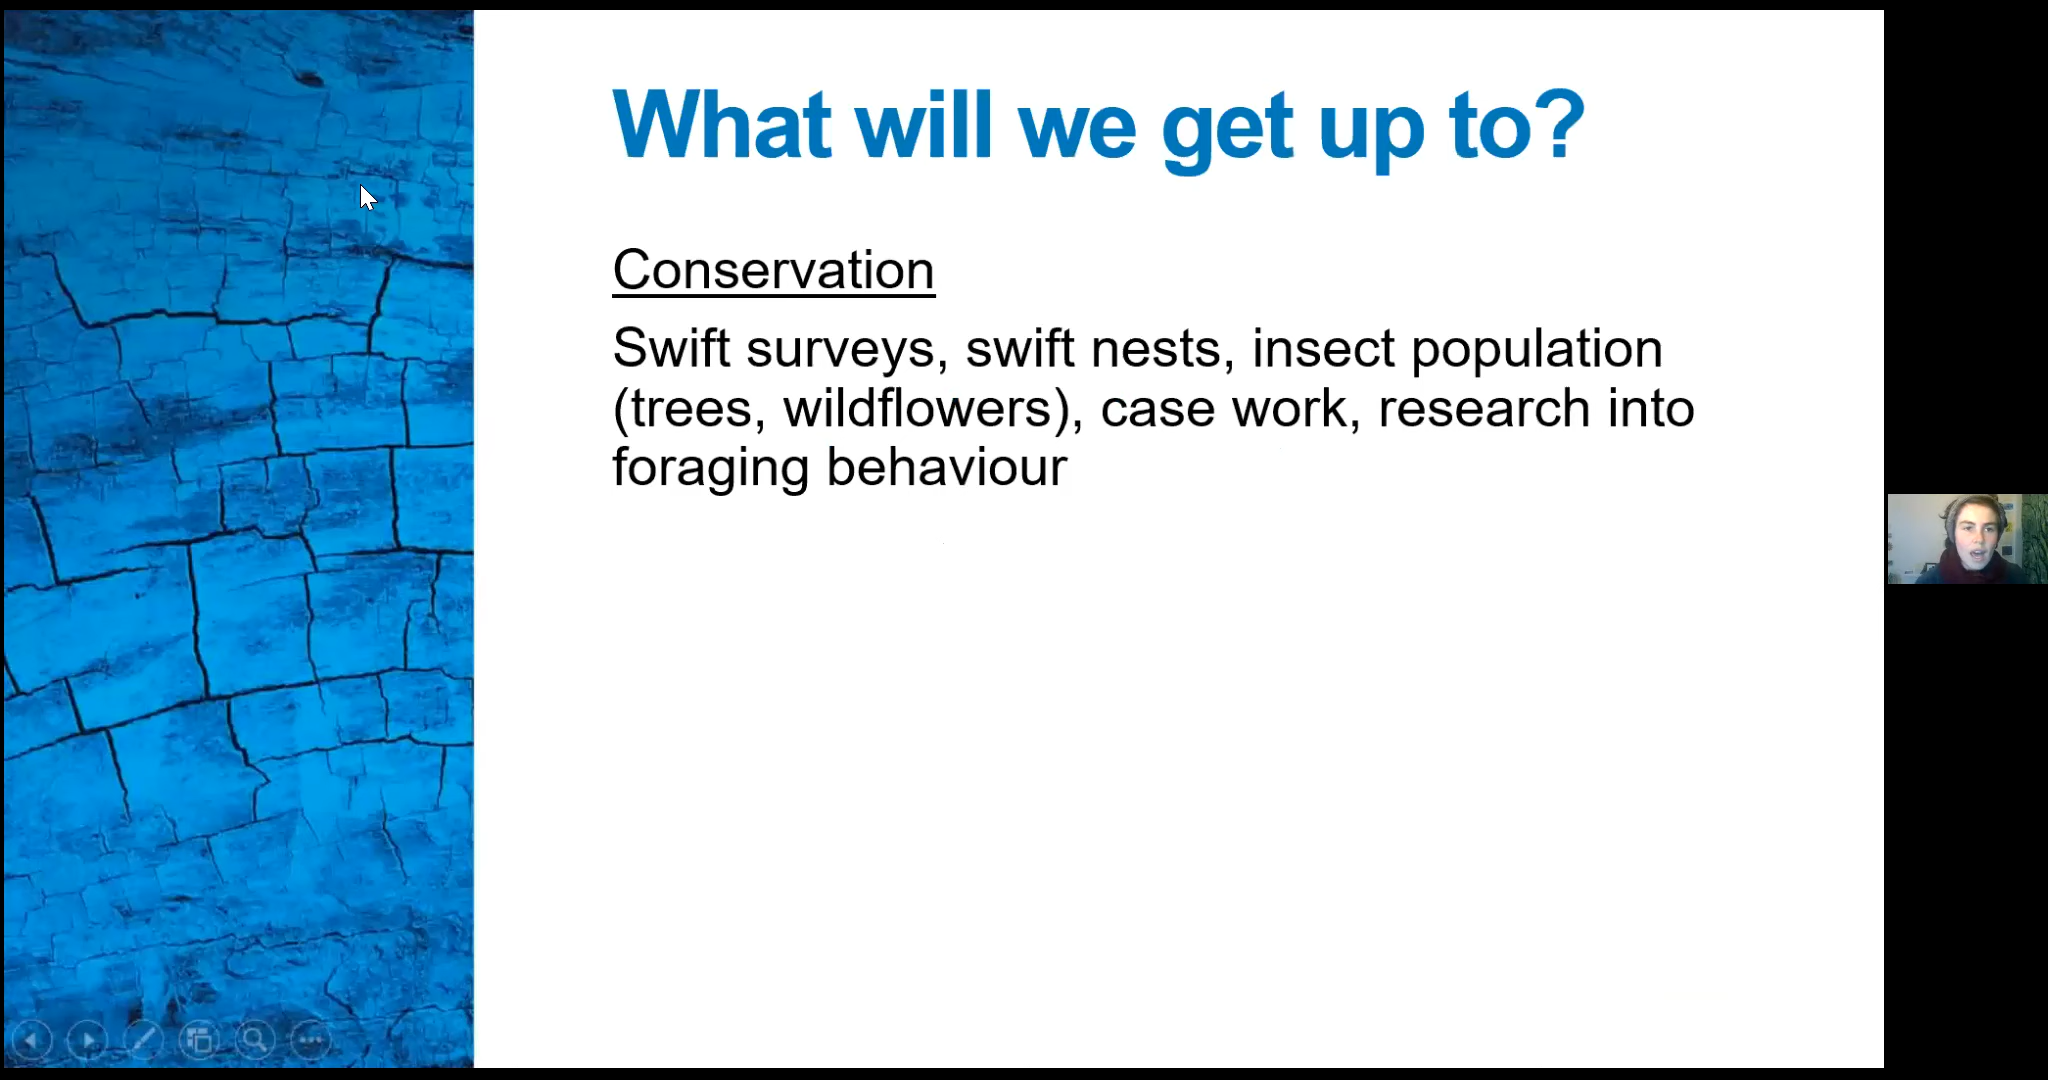 What will we get up to?
Conservation
Swift surveys, swift nests, insect population
(trees, wildflowers), case work, research into
foraging behaviour